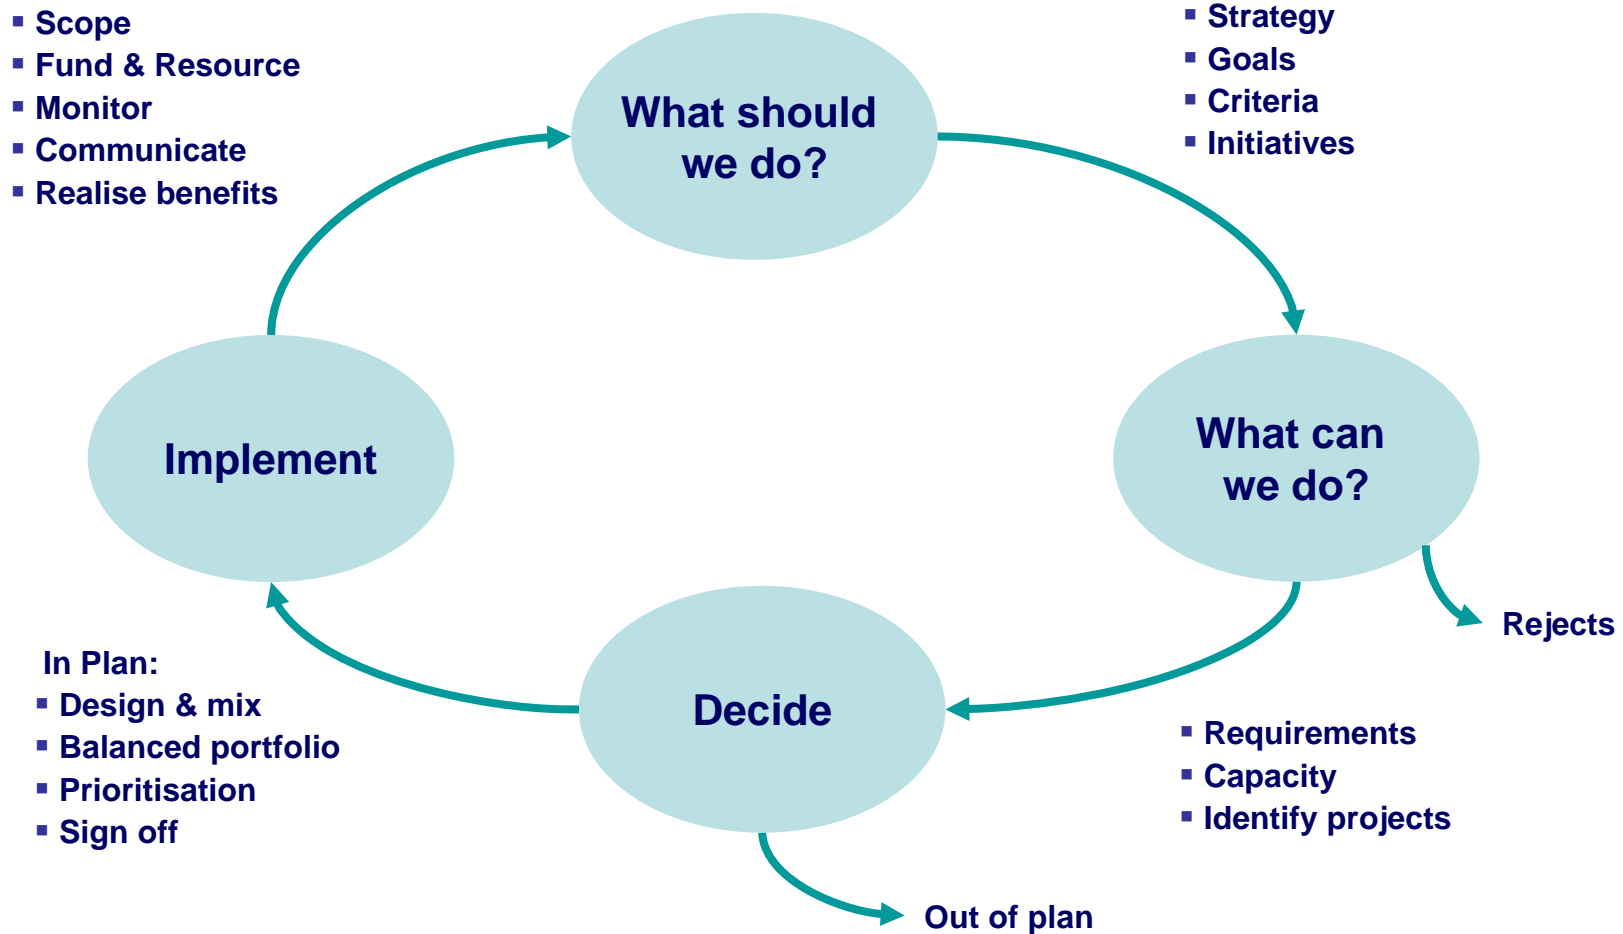 Scope
Fund & Resource
Monitor
Communicate
Realise benefits
What should
we do?
Strategy
Goals
Criteria
Initiatives
Implement
What can
we do?
Rejects
In Plan:
Design & mix
Balanced portfolio
Prioritisation
Sign off
Decide
Requirements
Capacity
Identify projects
Out of plan